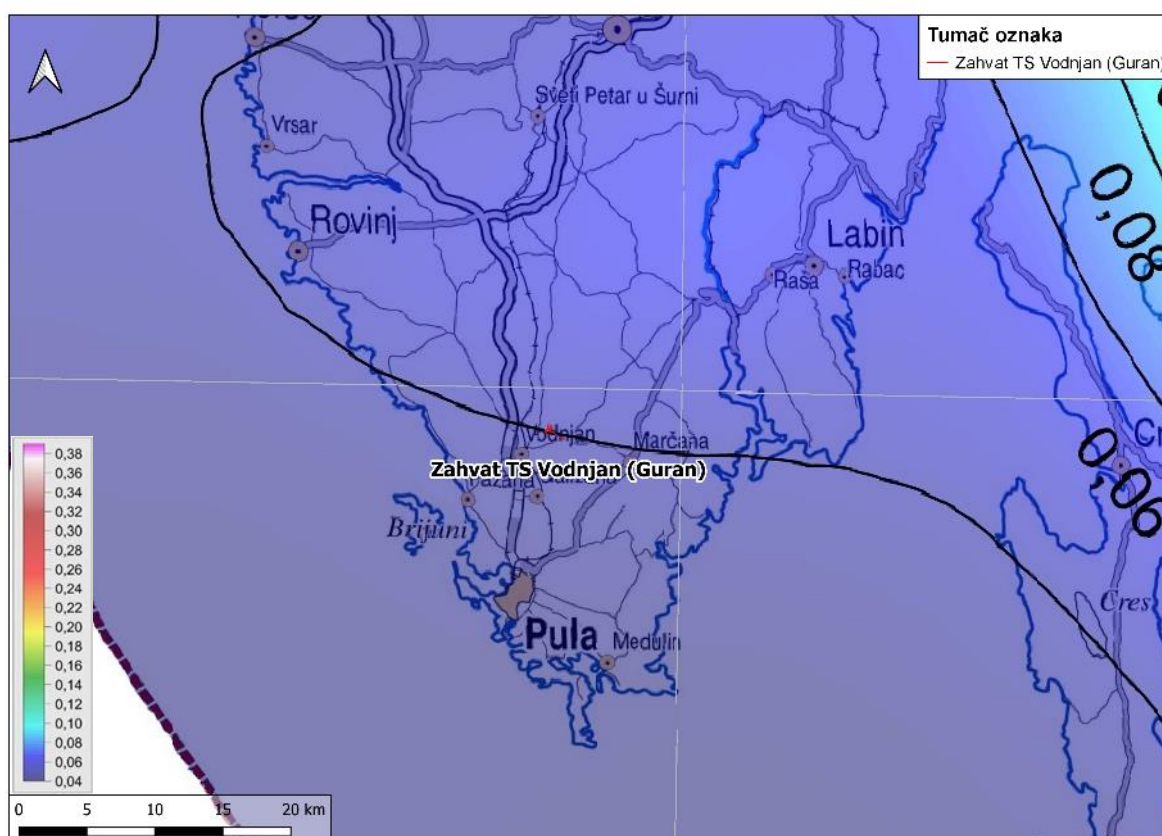 Tumač oznaka
Zahvat TS Vodnjan (Guran)
Sveti Petar u Šumi
Vrsar
Rovinj
Labin
Rabac
Raša
0,08
Vodnjan
Marčana
Zahvat TS Vodnjan (Guran)
0,06
Brijuni
Cres
Pula
Medulin
0,38
0,36
0,34
0,32
0,30
0,28
0,26
0,24
0,22
0,20
0,18
0,16
0,14
0,12
0,10
0,08
0,06
0,04
0 5 10 15 20 km